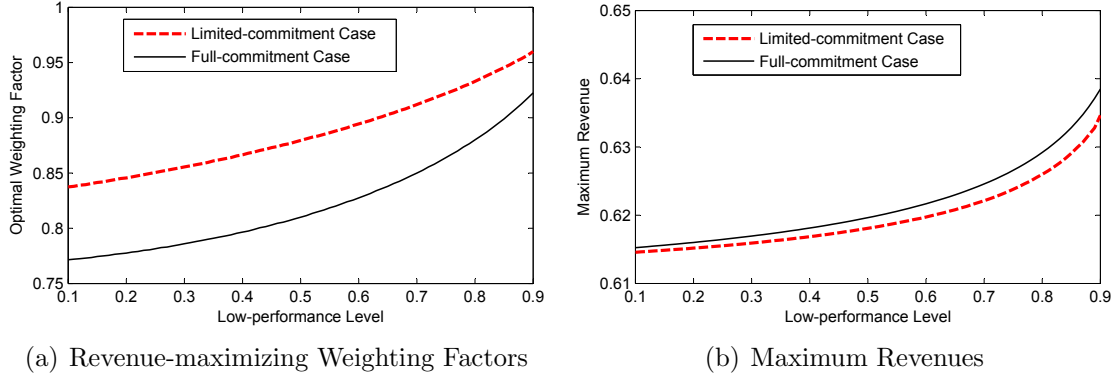 1
0.95
0.9
0.85
0.8
0.75
Optimal Weighting Factor
Limited-commitment Case
Full-commitment Case
0.1 0.2 0.3 0.4 0.5 0.6 0.7 0.8 0.9
Low-performance Level
(a) Revenue-maximizing Weighting Factors
0.65
0.64
0.63
0.62
0.61
Maximum Revenue
Limited-commitment Case
Full-commitment Case
0.1 0.2 0.3 0.4 0.5 0.6 0.7 0.8 0.9
Low-performance Level
(b) Maximum Revenues